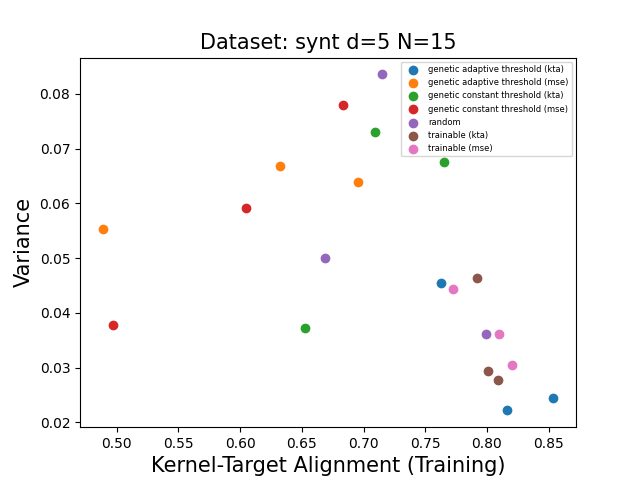 Dataset: synt d=5 N=15
genetic adaptive threshold (kta)
genetic adaptive threshold (mse)
genetic constant threshold (kta)
genetic constant threshold (mse)
random
trainable (kta)
trainable (mse)
Variance
0.08
0.07
0.06
0.05
0.04
0.03
0.02
0.50 0.55 0.60 0.65 0.70 0.75 0.80 0.85
Kernel-Target Alignment (Training)